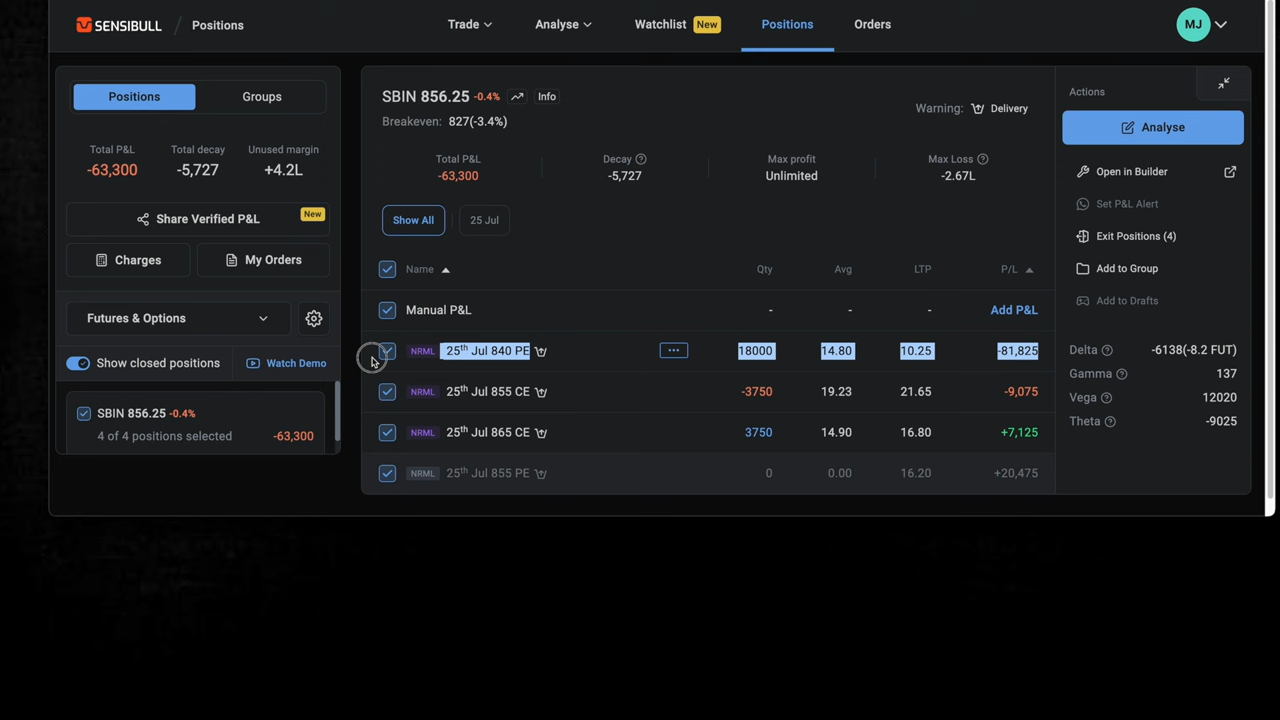 SENSIBULL / Positions
Trade Analyse Watchlist New Positions Orders MJ
Positions Groups
Total P&L Total decay Unused margin
-63,300 -5,727 +4.2L
Share Verified P&L New
Charges My Orders
Futures & Options
Show closed positions Watch Demo
SBIN 856.25 -0.4%
4 of 4 positions selected -63,300
SBIN 856.25 -0.4% Info
Breakeven: 827(-3.4%)
Warning: Delivery
Total P&L Decay Max profit Max Loss
-63,300 -5,727 Unlimited -2.67L
Show All 25 Jul
Name Qty Avg LTP P/L
Manual P&L - - - Add P&L
NRML 25th Jul 840 PE ... 18000 14.80 10.25 -81,825
NRML 25th Jul 855 CE -3750 19.23 21.65 -9,075
NRML 25th Jul 865 CE 3750 14.90 16.80 +7,125
NRML 25th Jul 855 PE 0 0.00 16.20 +20,475
Actions
Analyse
Open in Builder
Set P&L Alert
Exit Positions (4)
Add to Group
Add to Drafts
Delta -6138(-8.2 FUT)
Gamma 137
Vega 12020
Theta -9025